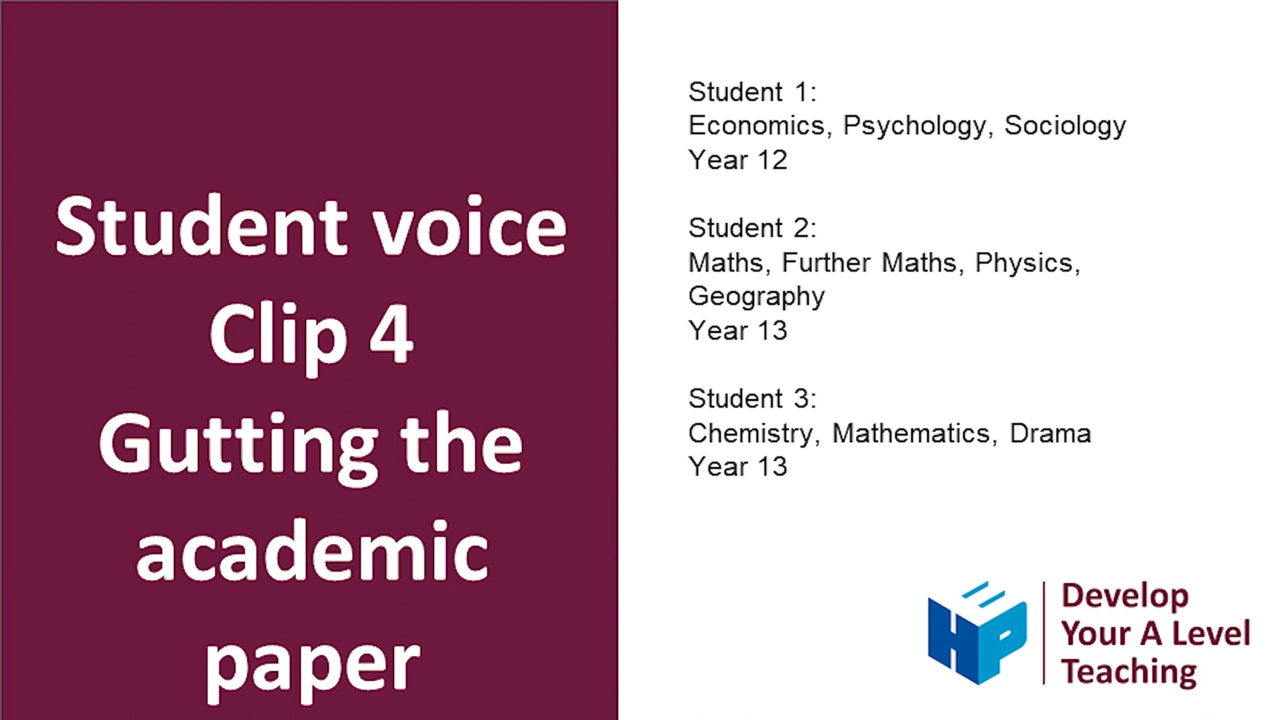 Student voice
Clip 4
Gutting the
academic
paper
Student 1:
Economics, Psychology, Sociology
Year 12
Student 2:
Maths, Further Maths, Physics,
Geography
Year 13
Student 3:
Chemistry, Mathematics, Drama
Year 13
HEP
Develop
Your A Level
Teaching